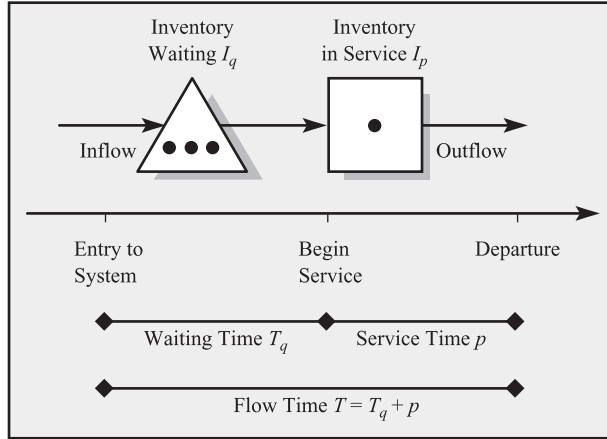 Inventory
Waiting I_q
Inventory
in Service I_p
Inflow
Outflow
Entry to
System
Begin
Service
Departure
Waiting Time T_q
Service Time p
Flow Time T = T_q + p